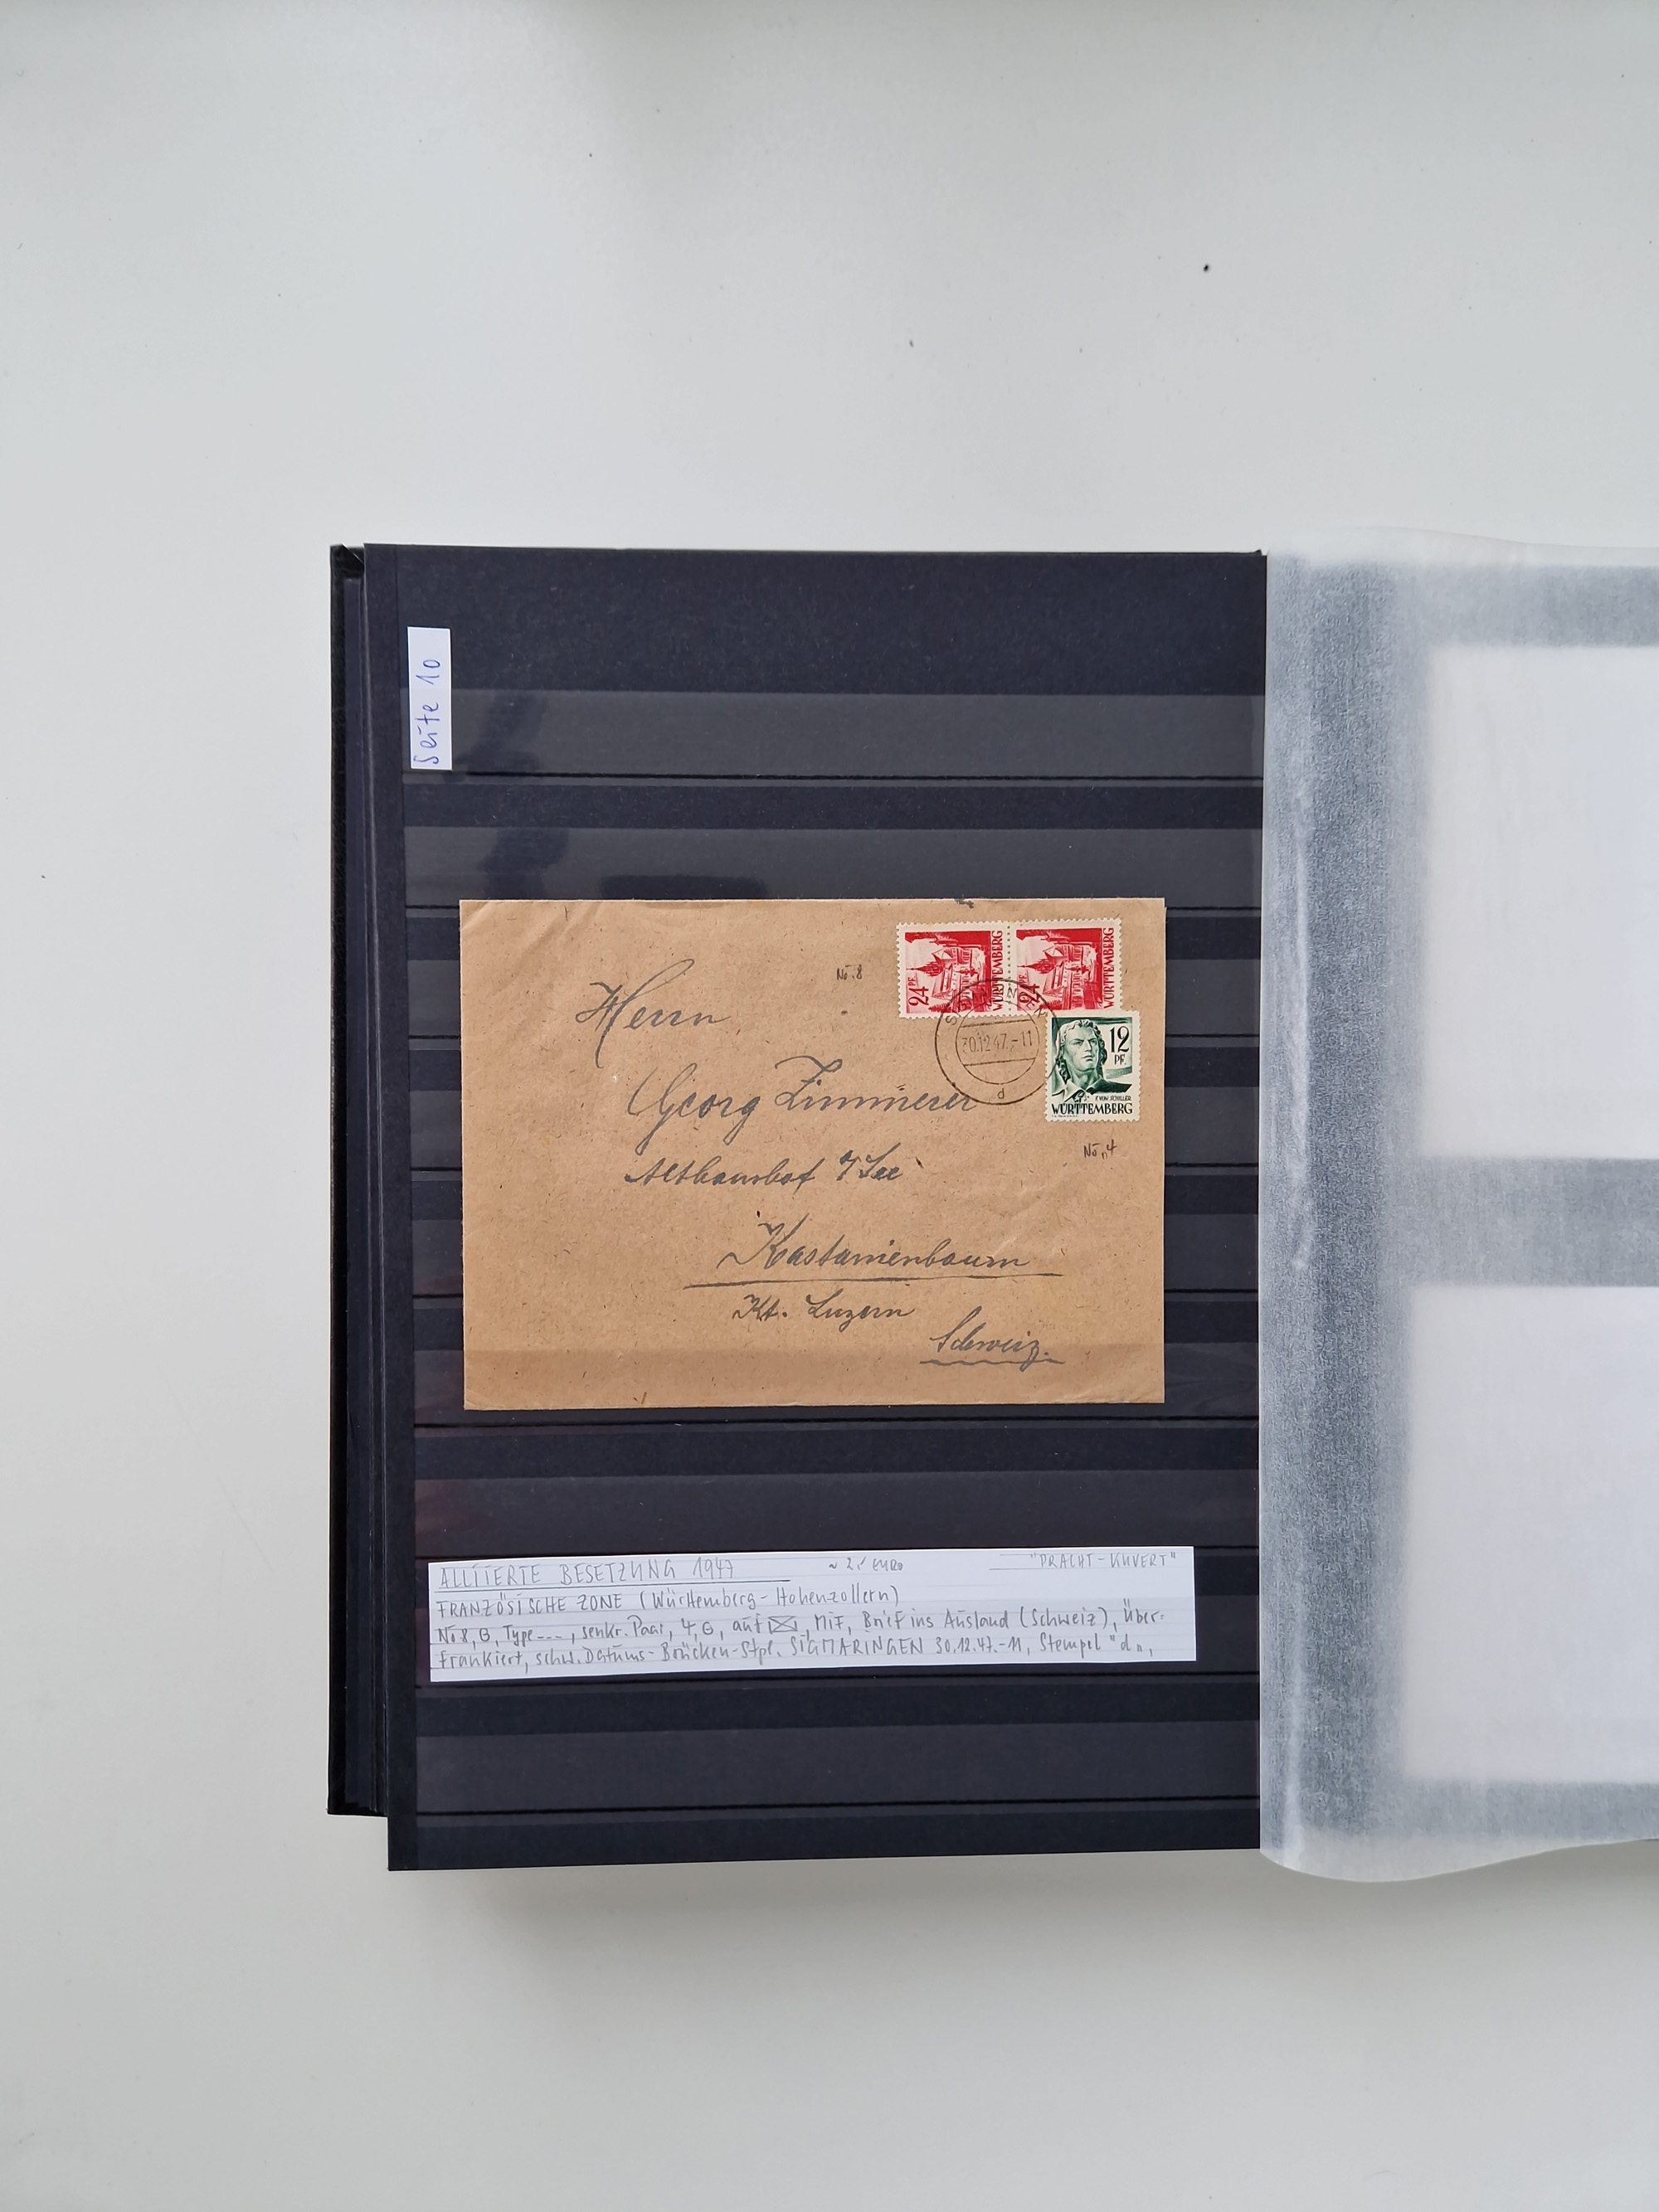 Seite 10
No. 8
24 PF
WÜRTTEMBERG
24 PF
WÜRTTEMBERG
30.12.47.-11
d
12
PF
F. VON SCHILLER
WÜRTTEMBERG
No. 4
Herrn
Georg Zimmerer
Althaushof
Kastanienbaum
Kt. Luzern
Schweiz.
ALLIIERTE BESETZUNG 1947 ~ 2,- EURO "PRACHT-KUVERT"
FRANZÖSISCHE ZONE (Württemberg-Hohenzollern)
No 8, Type ---, senkr. Paar, 4, auf, MiF, Brief ins Ausland (Schweiz), Über=
frankiert, schw. Datums-Brücken-Stpl. SIGMARINGEN 30.12.47.-11, Stempel "d",